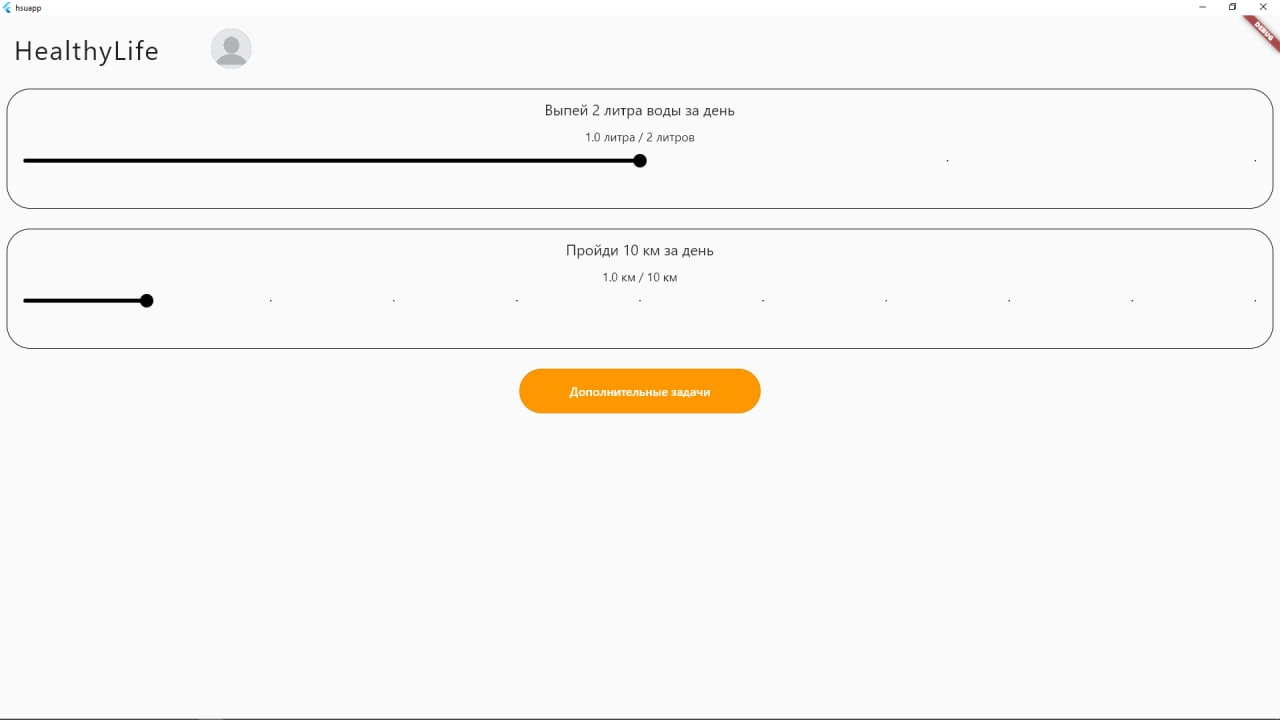 hsuapp
DEBUG
HealthyLife
Выпей 2 литра воды за день
1.0 литра / 2 литров
Пройди 10 км за день
1.0 км / 10 км
Дополнительные задачи